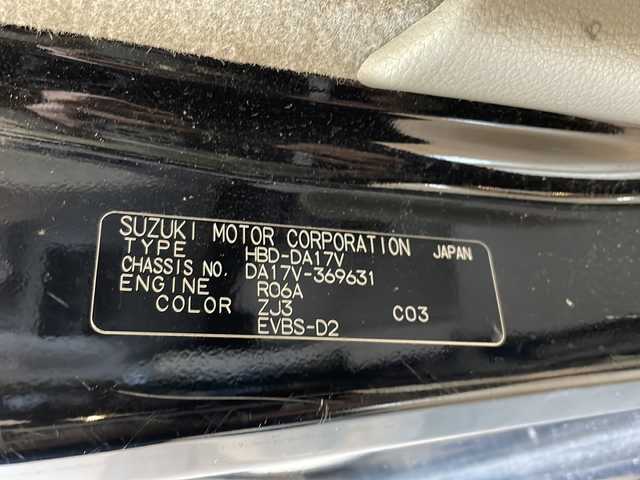 SUZUKI MOTOR CORPORATION JAPAN
TYPE HBD-DA17V
CHASSIS NO. DA17V-369631
ENGINE R06A
COLOR ZJ3 C03
EVBS-D2